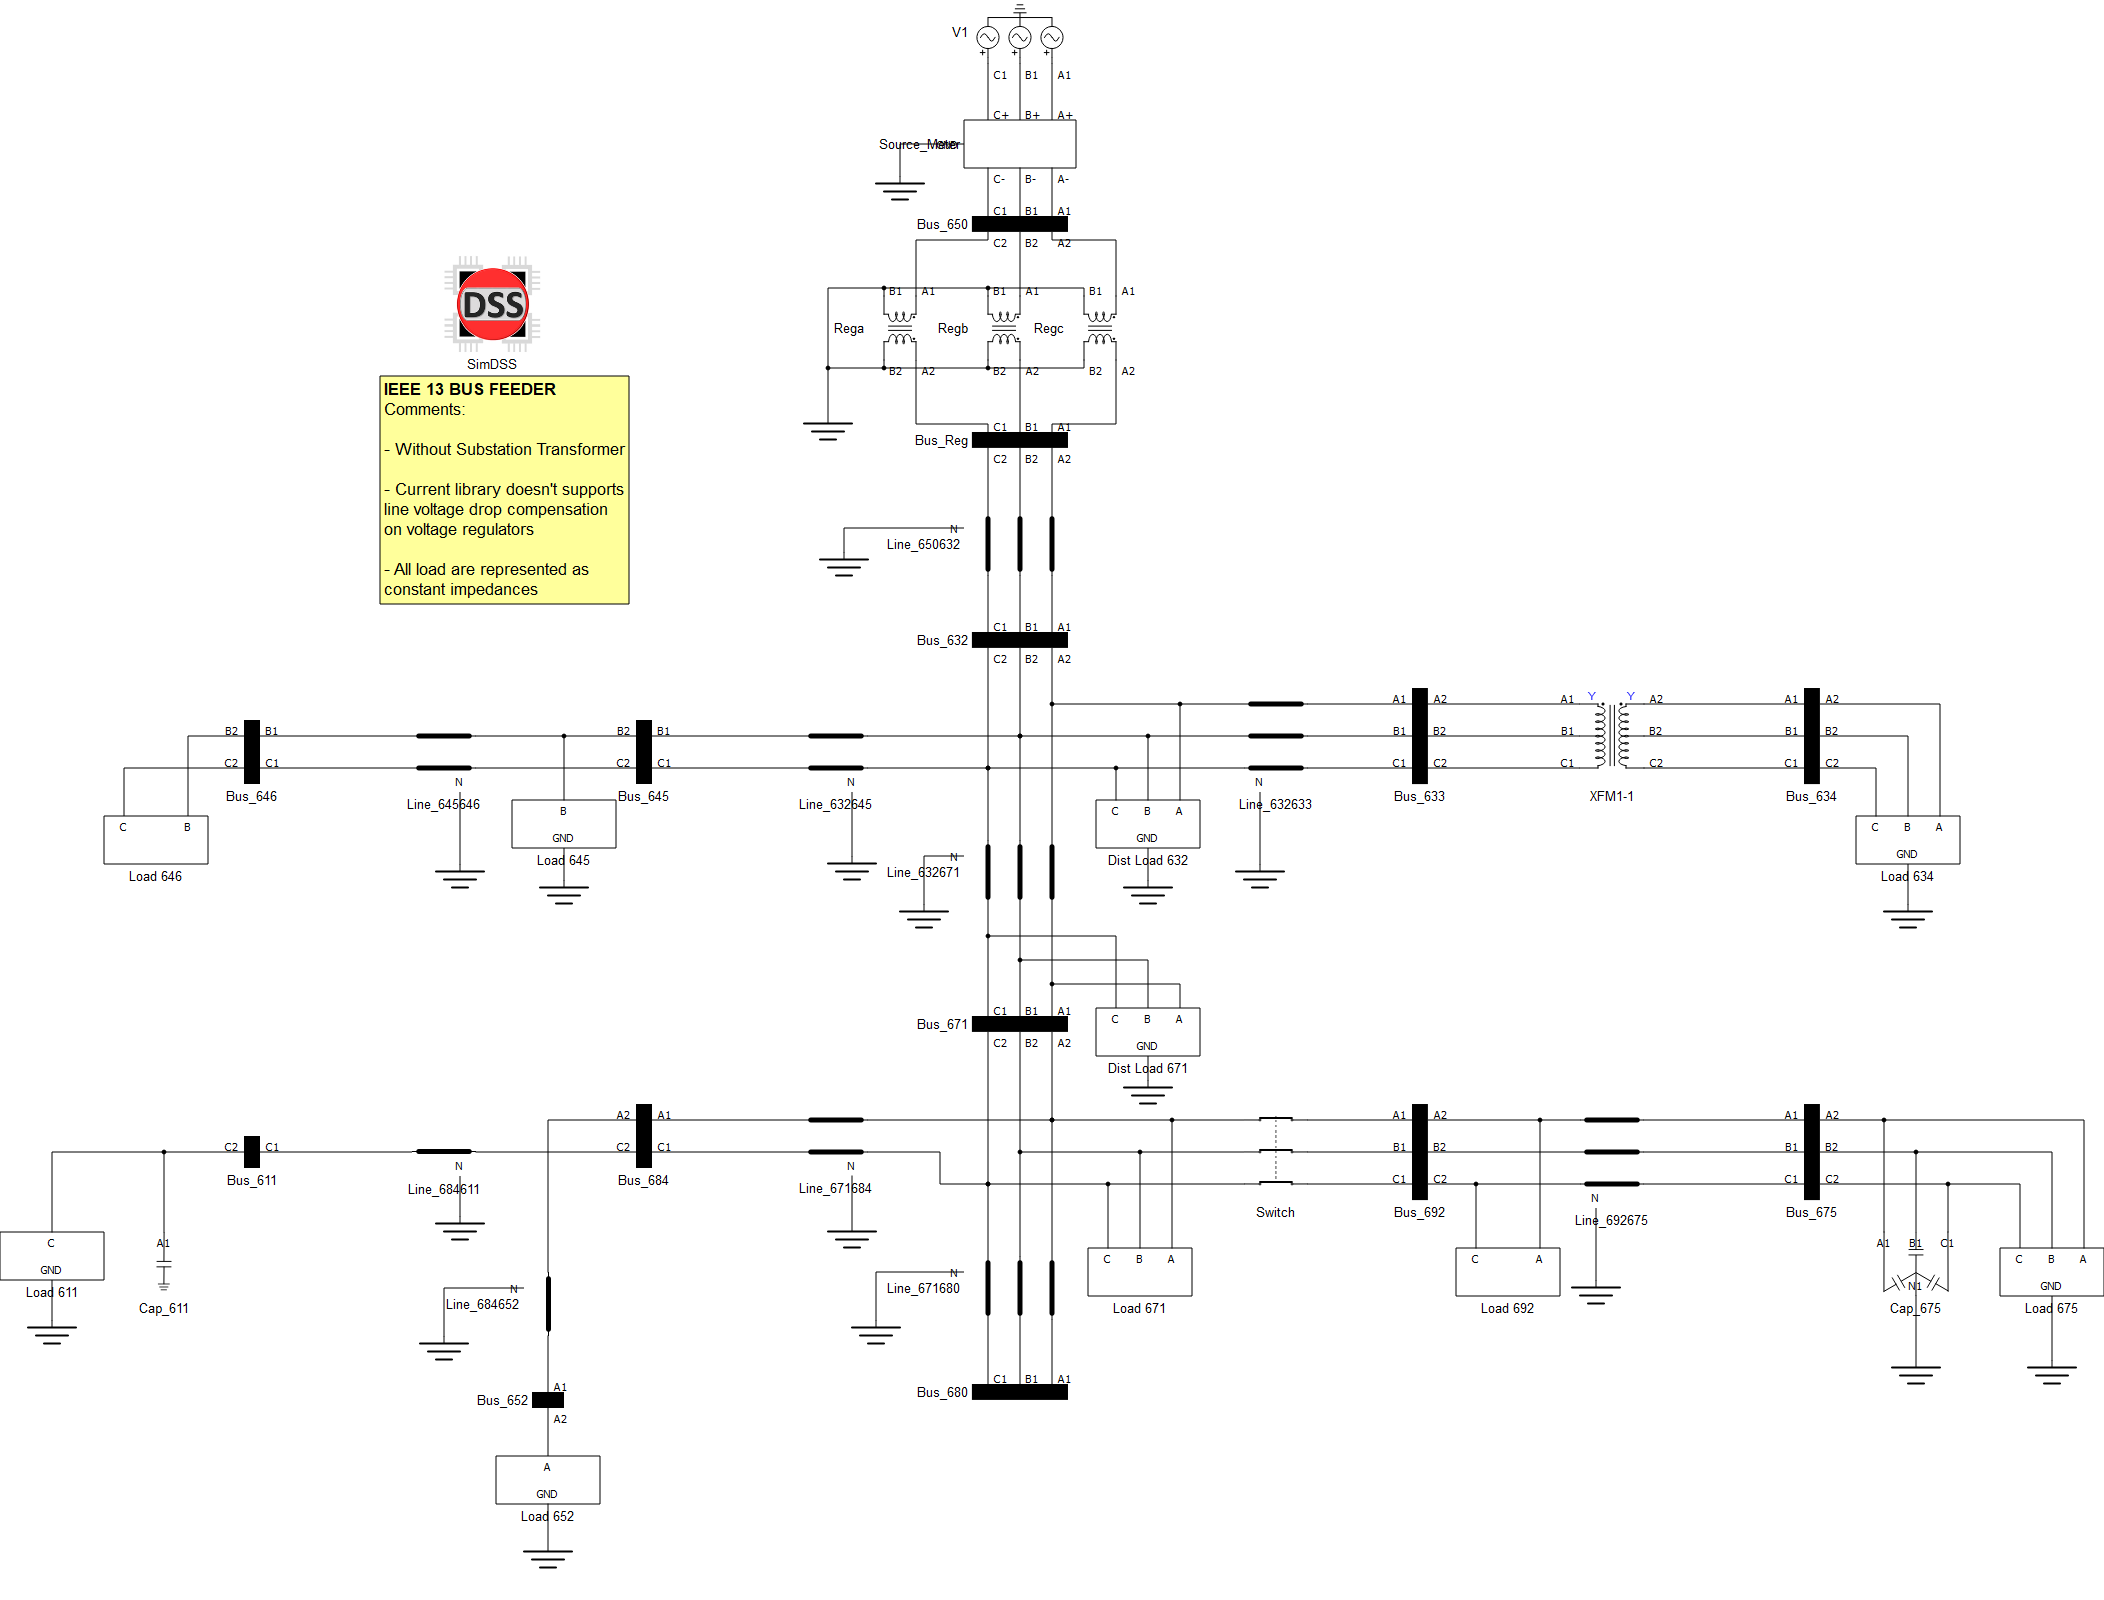 V1
C1 B1 A1
C+ B+ A+
Source_Meter
C- B- A-
C1 B1 A1
Bus_650
C2 B2 A2
B1 A1 B1 A1 B1 A1
Rega Regb Regc
B2 A2 B2 A2 B2 A2
DSS
SimDSS
IEEE 13 BUS FEEDER
Comments:
- Without Substation Transformer
- Current library doesn't supports
line voltage drop compensation
on voltage regulators
- All load are represented as
constant impedances
C1 B1 A1
Bus_Reg
C2 B2 A2
N
Line_650632
C1 B1 A1
Bus_632
C2 B2 A2
Y Y
A1 A2 A1 A2 A1 A2
B2 B1 B2 B1 B1 B2 B1 B2 B1 B2
C2 C1 C2 C1 C1 C2 C1 C2 C1 C2
N N N
Bus_646 Line_645646 Bus_645 Line_632645 Line_632633 Bus_633 XFM1-1 Bus_634
B C B A
GND GND
Load 645 Dist Load 632
C B C B A
GND
Load 646 Load 634
N
Line_632671
C1 B1 A1
Bus_671
C2 B2 A2
C B A
GND
Dist Load 671
A2 A1 A1 A2 A1 A2
C2 C1 C2 C1 B1 B2 B1 B2
C1 C2 C1 C2
N N N
Bus_611 Line_684611 Bus_684 Line_671684 Switch Bus_692 Line_692675 Bus_675
C A1 A1 B1 C1
GND N1
Load 611 Cap_611 Cap_675
C B A C A C B A
GND
Load 671 Load 692 Load 675
N
Line_684652
N
Line_671680
C1 B1 A1
Bus_680
A1
Bus_652
A2
A
GND
Load 652